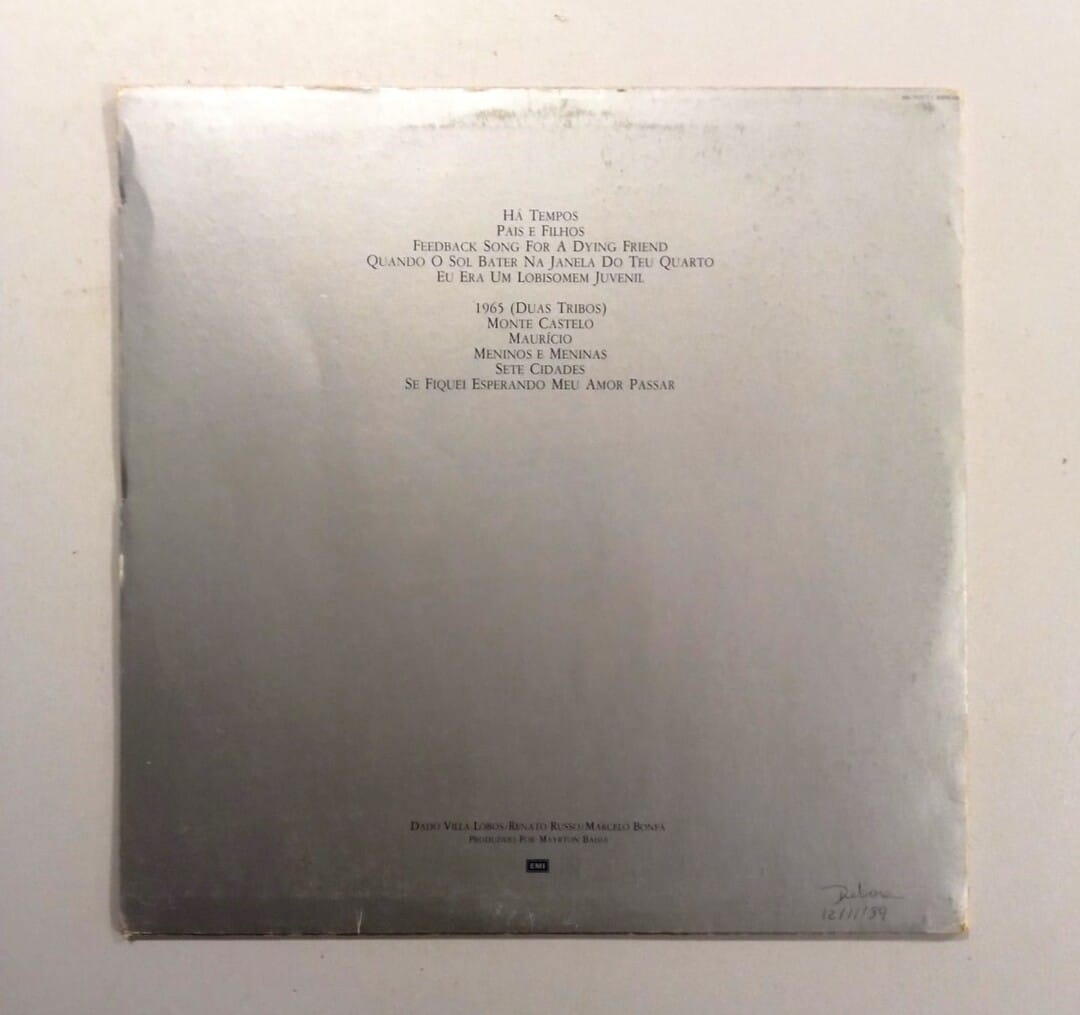 Há Tempos
Pais e Filhos
Feedback Song For A Dying Friend
Quando O Sol Bater Na Janela Do Teu Quarto
Eu Era Um Lobisomem Juvenil
1965 (Duas Tribos)
Monte Castelo
Maurício
Meninos e Meninas
Sete Cidades
Se Fiquei Esperando Meu Amor Passar
Dado Villa Lobos/Renato Russo/Marcelo Bonfá
Produzido Por Mayrton Bahia
EMI
Debora
12/11/89